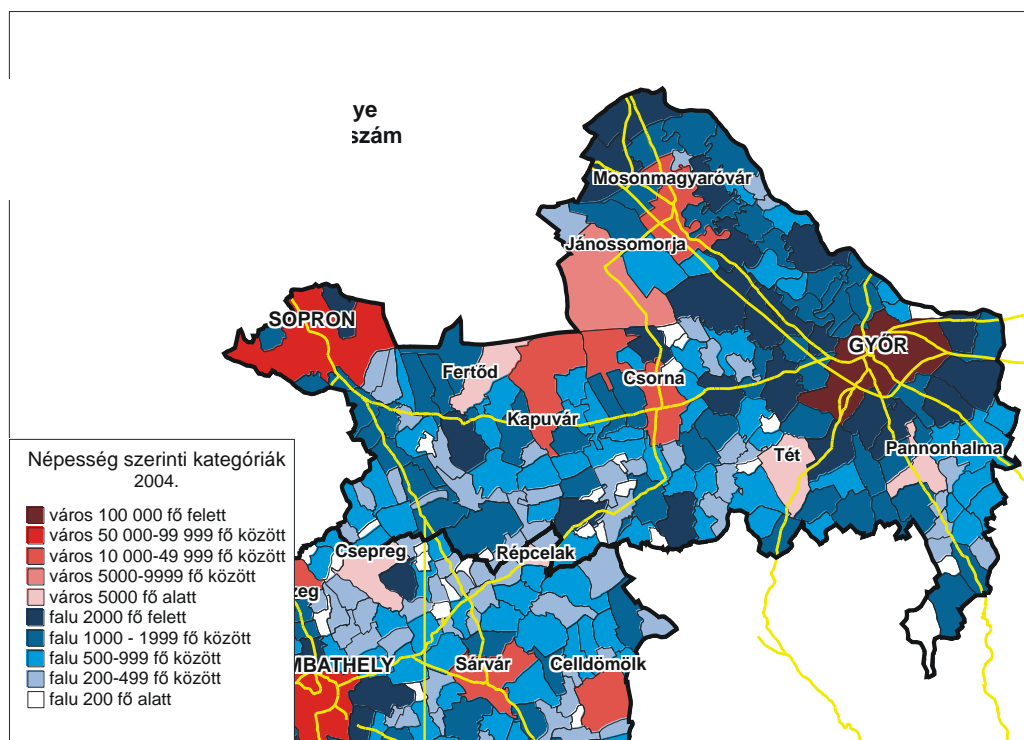 ye
szám
Mosonmagyaróvár
Jánossomorja
SOPRON
GYŐR
Fertőd
Csorna
Kapuvár
Tét
Pannonhalma
Csepreg
Répcelak
zeg
MBATHELY
Sárvár
Celldömölk
Népesség szerinti kategóriák
2004.
város 100 000 fő felett
város 50 000-99 999 fő között
város 10 000-49 999 fő között
város 5000-9999 fő között
város 5000 fő alatt
falu 2000 fő felett
falu 1000 - 1999 fő között
falu 500-999 fő között
falu 200-499 fő között
falu 200 fő alatt